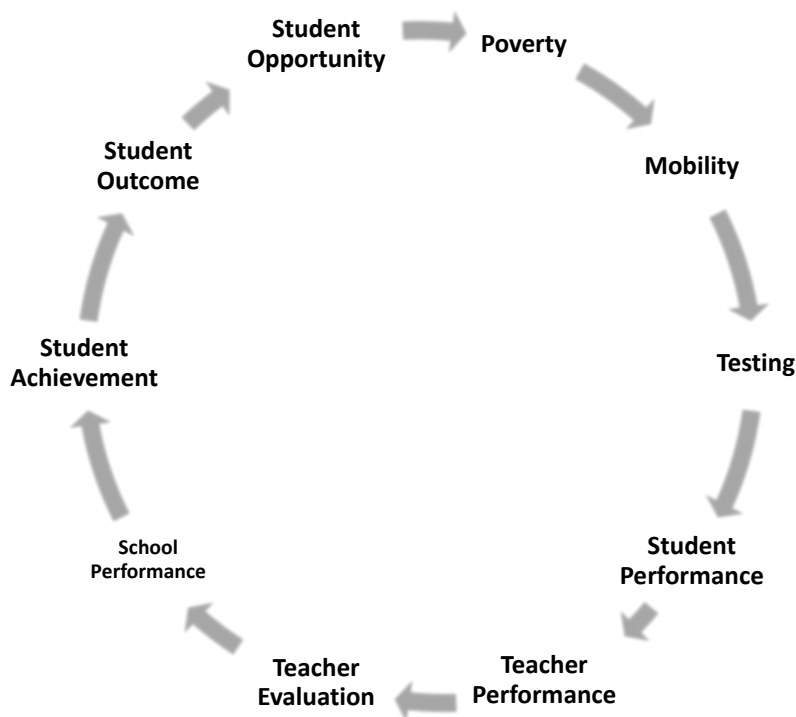 Student
Opportunity
Poverty
Mobility
Testing
Student
Performance
Teacher
Performance
Teacher
Evaluation
School
Performance
Student
Achievement
Student
Outcome